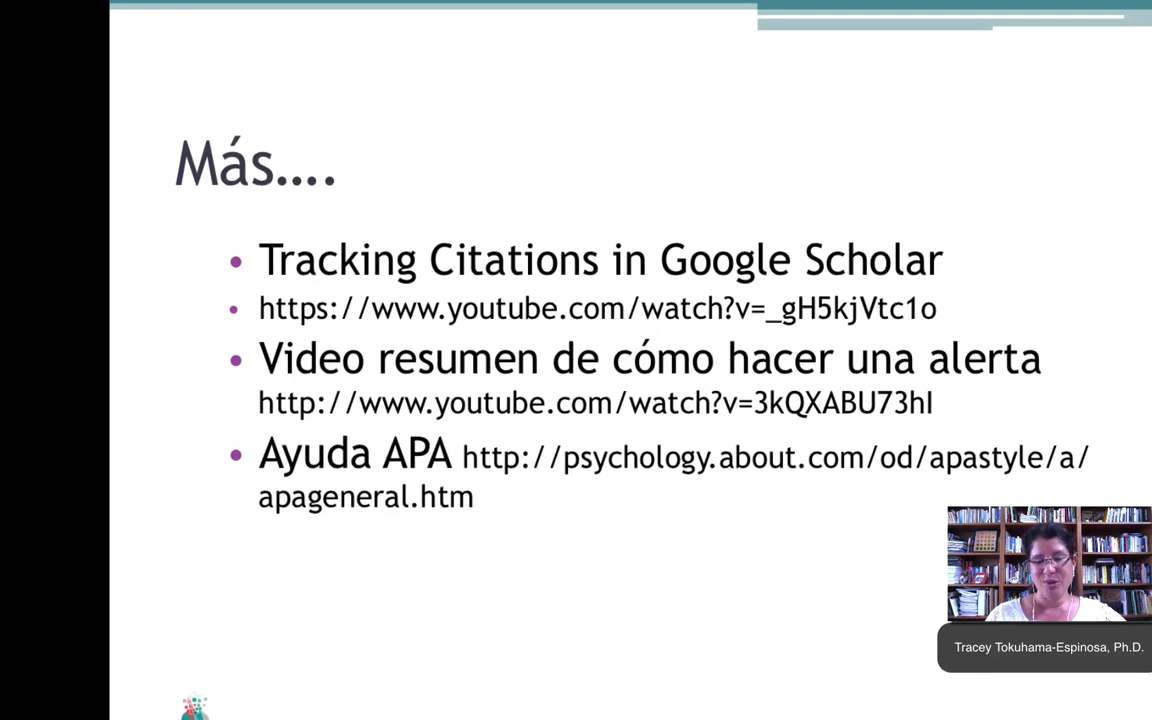 Más....
Tracking Citations in Google Scholar
https://www.youtube.com/watch?v=_gH5kjVtc1o
Video resumen de cómo hacer una alerta
http://www.youtube.com/watch?v=3kQXABU73hI
Ayuda APA http://psychology.about.com/od/apastyle/a/
apageneral.htm
Tracey Tokuhama-Espinosa, Ph.D.